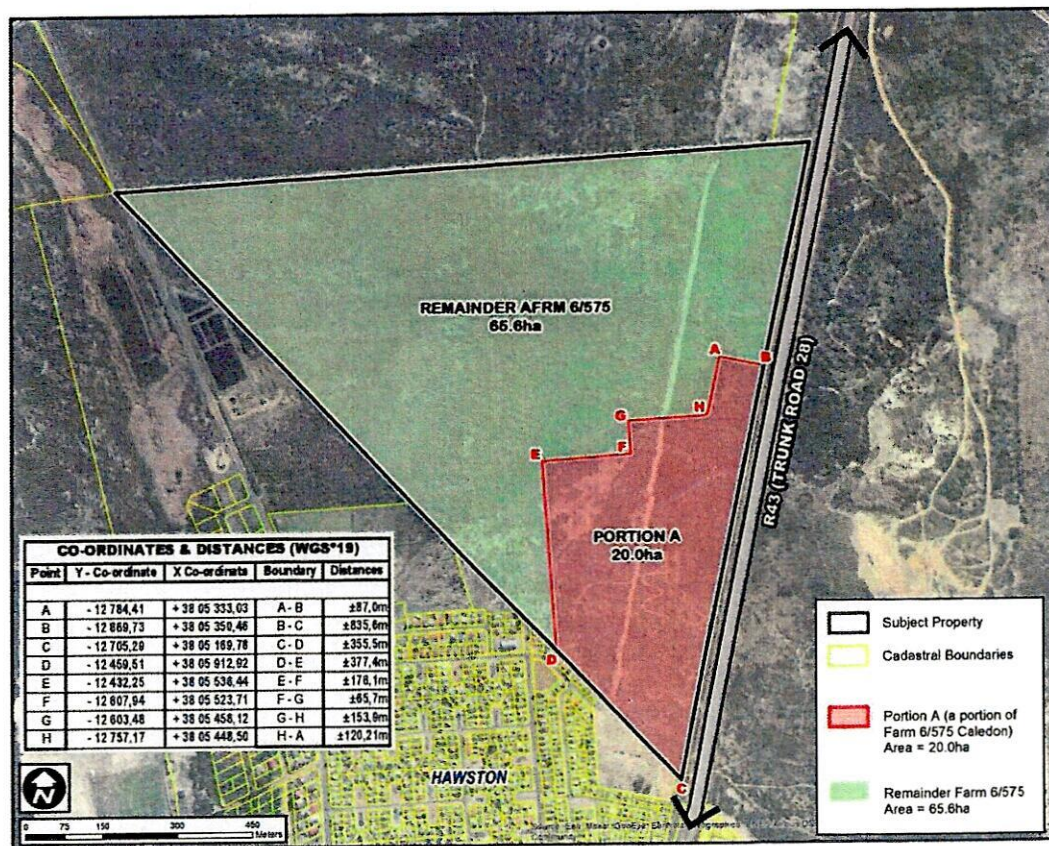 REMAINDER AFRM 6/575
65.6ha
A
B
H
G
F
E
R43 (TRUNK ROAD 28)
PORTION A
20.0ha
D
C
HAWSTON
CO-ORDINATES & DISTANCES (WGS°19)
Point Y - Co-ordinate X Co-ordinate Boundary Distances
A - 12 784,41 + 38 05 333,03 A - B ±87,0m
B - 12 869,73 + 38 05 350,46 B - C ±835,6m
C - 12 705,29 + 38 05 169,78 C - D ±355,5m
D - 12 459,51 + 38 05 912,92 D - E ±377,4m
E - 12 432,25 + 38 05 536,44 E - F ±176,1m
F - 12 607,94 + 38 05 523,71 F - G ±65,7m
G - 12 603,48 + 38 05 458,12 G - H ±153,9m
H - 12 757,17 + 38 05 448,50 H - A ±120,21m
N
0 75 150 300 450
Meters
Subject Property
Cadastral Boundaries
Portion A (a portion of
Farm 6/575 Caledon)
Area = 20.0ha
Remainder Farm 6/575
Area = 65.6ha